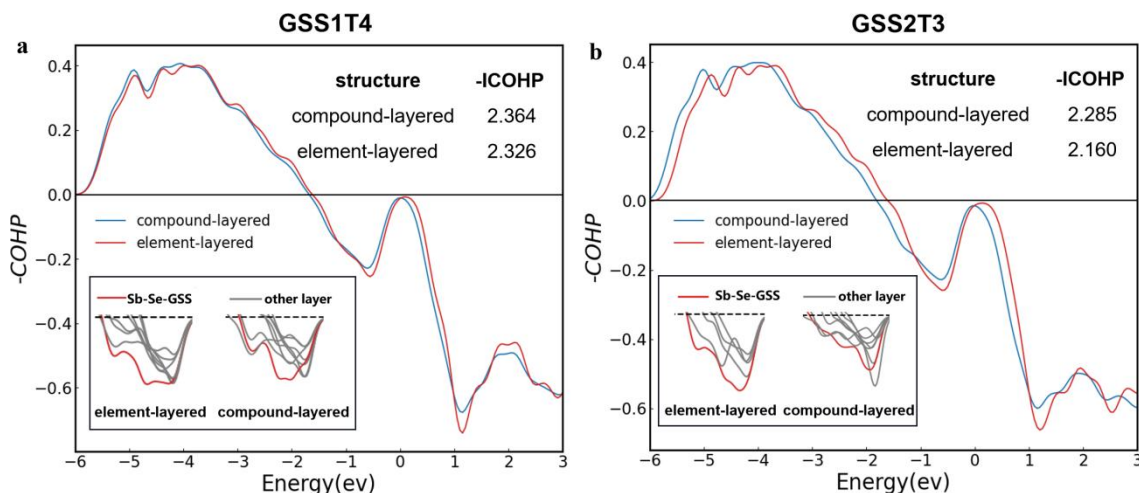 GSS1T4
a
structure -ICOHP
compound-layered 2.364
element-layered 2.326
0.4
0.2
0.0
−0.2
−0.4
−0.6
-COHP
compound-layered
element-layered
Sb-Se-GSS other layer
element-layered compound-layered
−6 −5 −4 −3 −2 −1 0 1 2 3
Energy(ev)
GSS2T3
b
structure -ICOHP
compound-layered 2.285
element-layered 2.160
0.4
0.2
0.0
−0.2
−0.4
−0.6
-COHP
compound-layered
element-layered
Sb-Se-GSS other layer
element-layered compound-layered
−6 −5 −4 −3 −2 −1 0 1 2 3
Energy(ev)